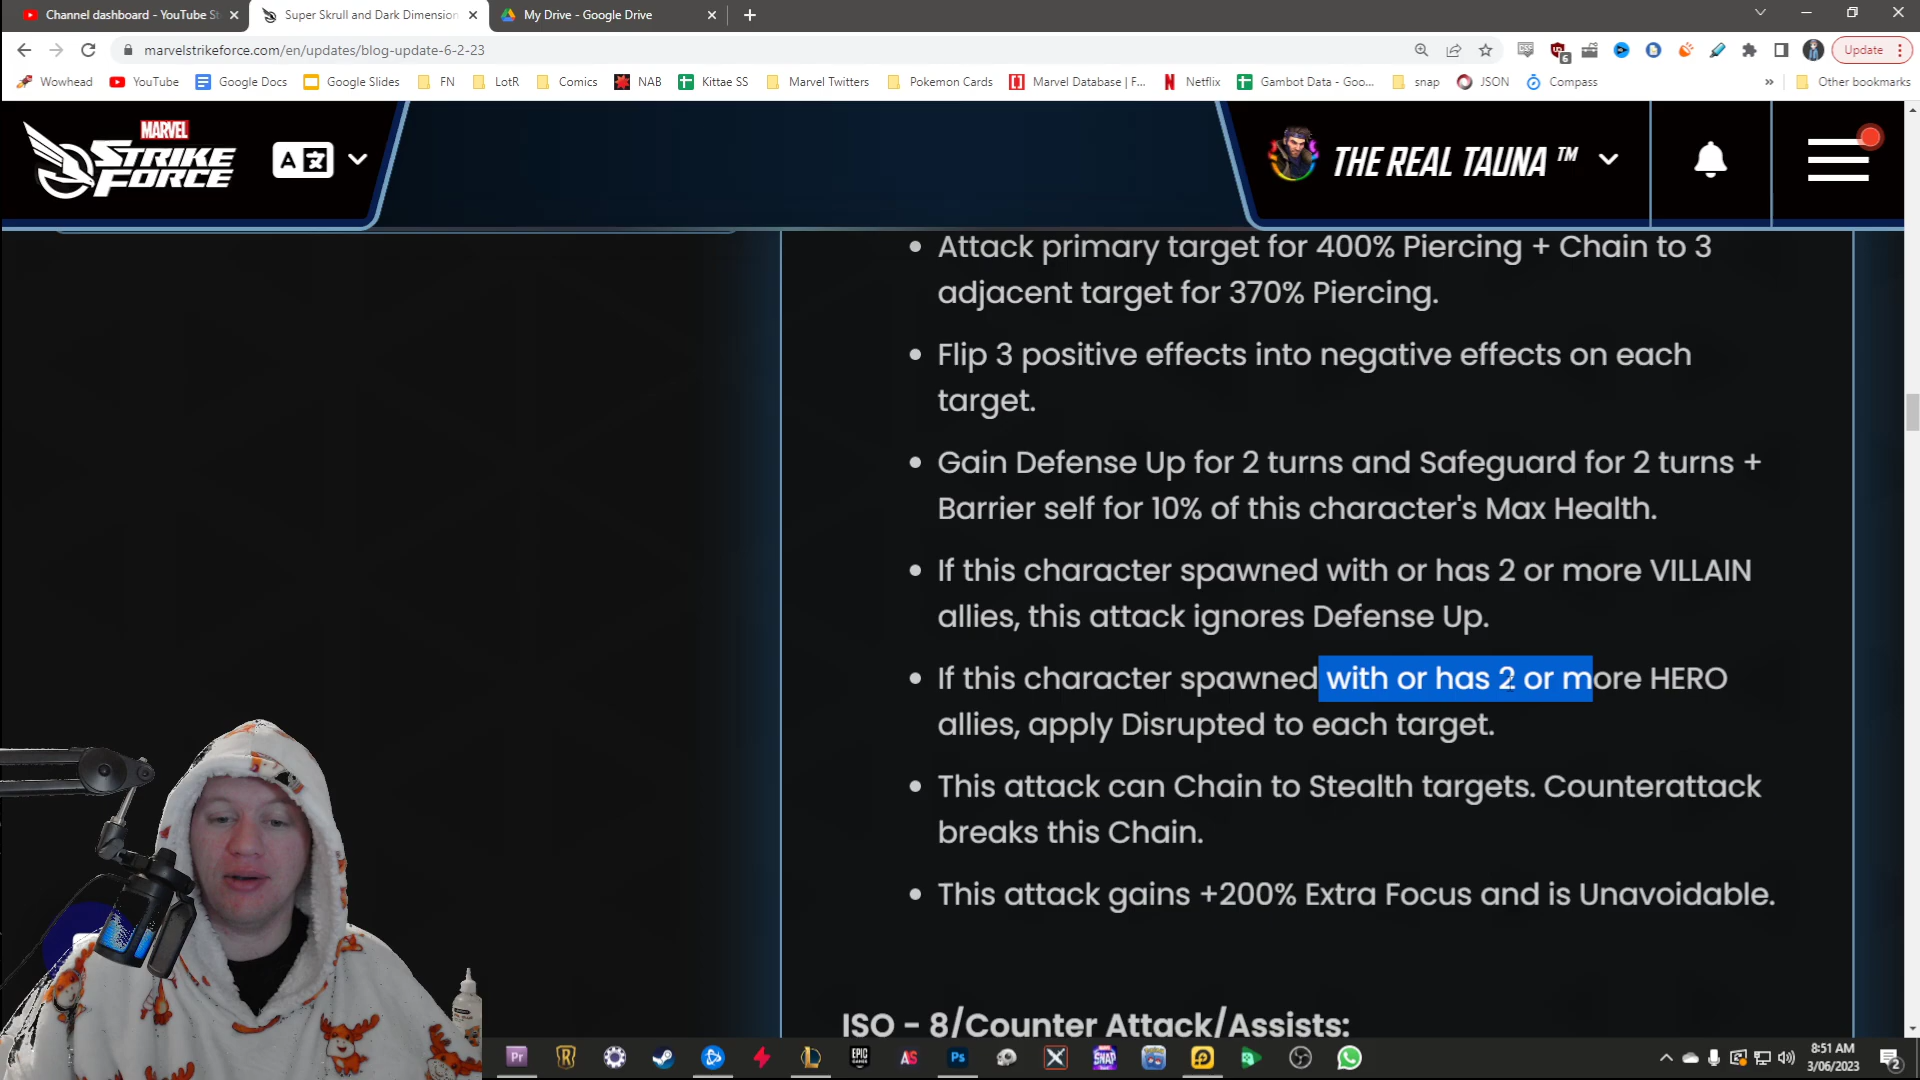 Channel dashboard - YouTube St
Super Skrull and Dark Dimension
My Drive - Google Drive
marvelstrikeforce.com/en/updates/blog-update-6-2-23
Update
Wowhead
YouTube
Google Docs
Google Slides
FN
LotR
Comics
NAB
Kittae SS
Marvel Twitters
Pokemon Cards
Marvel Database | F...
Netflix
Gambot Data - Goo...
snap
JSON
Compass
»
Other bookmarks
MARVEL
STRIKE
FORCE
A 文
THE REAL TAUNA ™
• Attack primary target for 400% Piercing + Chain to 3
adjacent target for 370% Piercing.
• Flip 3 positive effects into negative effects on each
target.
• Gain Defense Up for 2 turns and Safeguard for 2 turns +
Barrier self for 10% of this character's Max Health.
• If this character spawned with or has 2 or more VILLAIN
allies, this attack ignores Defense Up.
• If this character spawned with or has 2 or more HERO
allies, apply Disrupted to each target.
• This attack can Chain to Stealth targets. Counterattack
breaks this Chain.
• This attack gains +200% Extra Focus and is Unavoidable.
ISO - 8/Counter Attack/Assists:
Pr
R
EPIC
GAMES
AS
Ps
SNAP
8:51 AM
3/06/2023
2